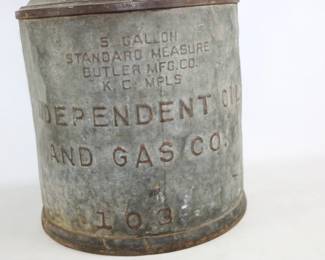 5 GALLON
STANDARD MEASURE
BUTLER MFG.CO.
K.C. MPLS
DEPENDENT OIL
AND GAS CO.
103